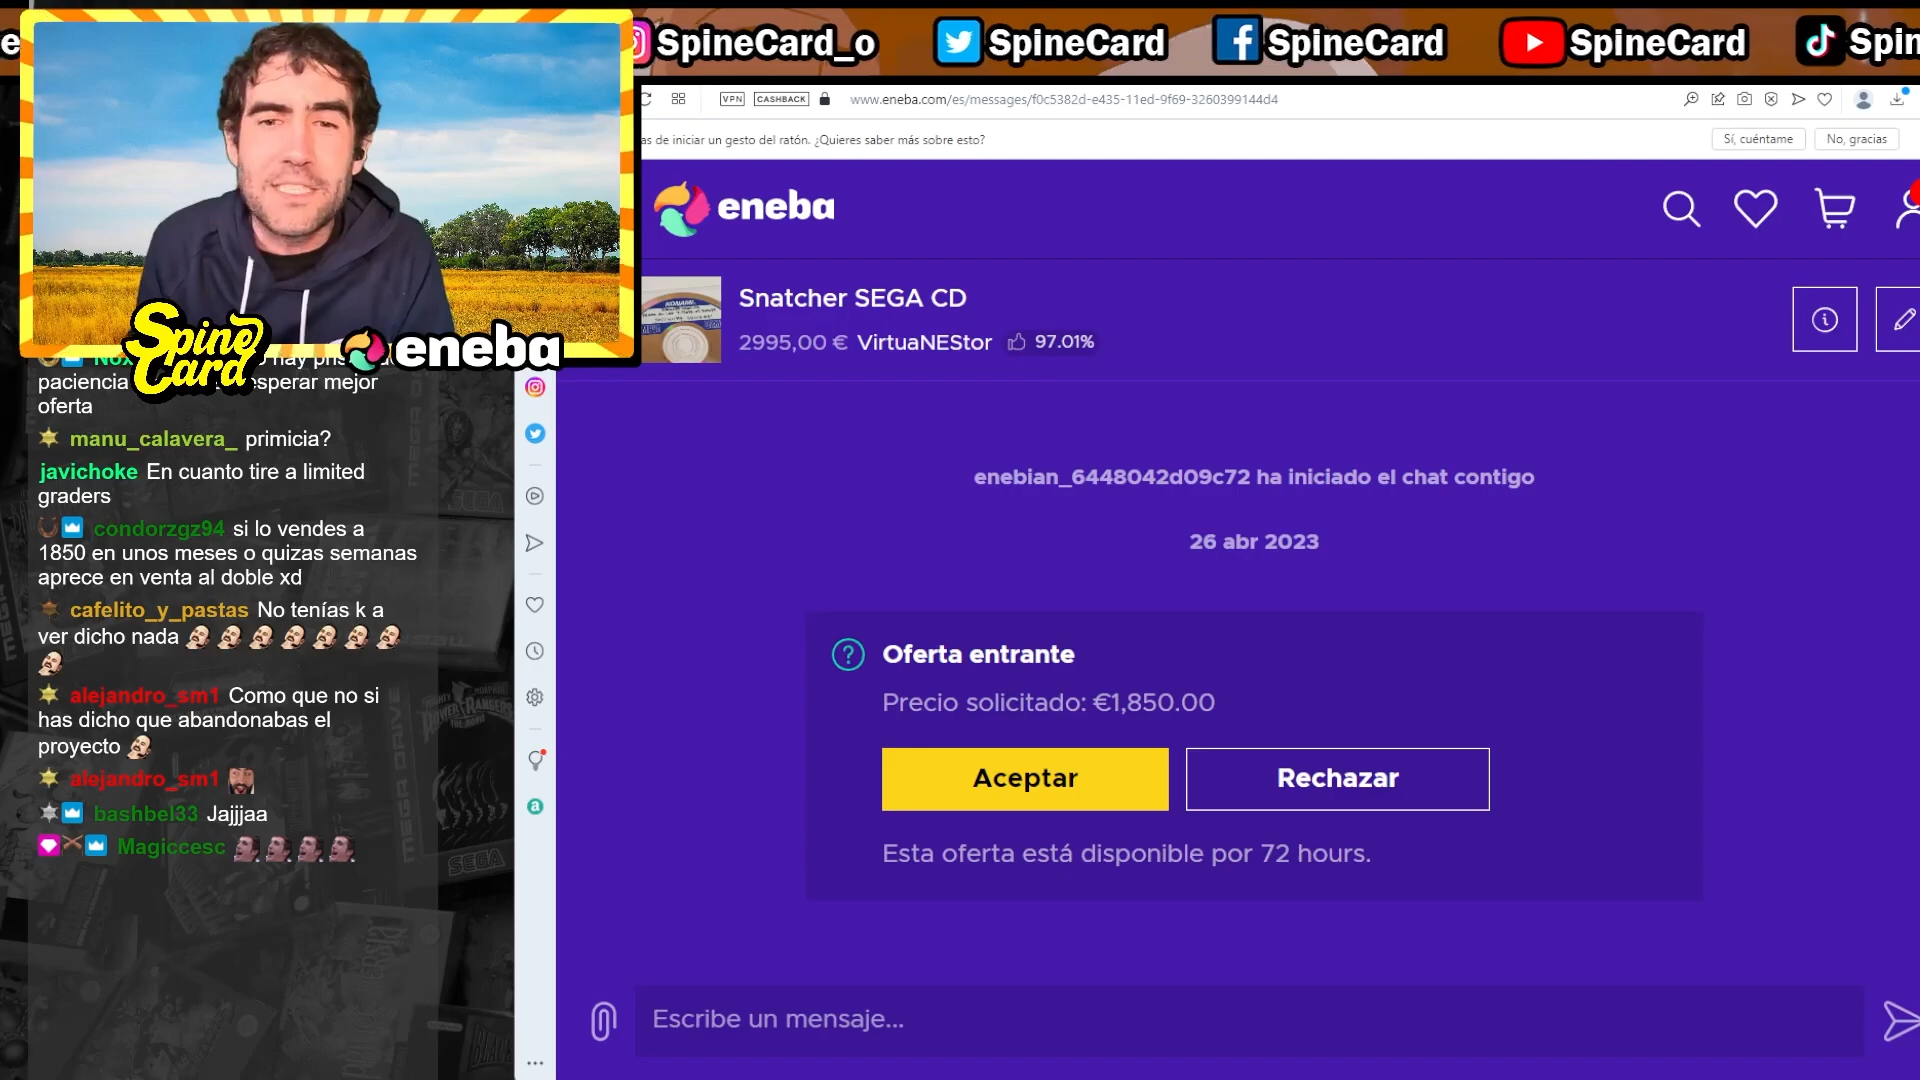 e
SpineCard_o
SpineCard
SpineCard
SpineCard
Spin
VPN
CASHBACK
www.eneba.com/es/messages/f0c5382d-e435-11ed-9f69-3260399144d4
as de iniciar un gesto del ratón. ¿Quieres saber más sobre esto?
Sí, cuéntame
No, gracias
eneba
Snatcher SEGA CD
2995,00 € VirtuaNEStor 97.01%
KONAMI
Spine
Card
eneba
Nox
hay
paciencia
esperar mejor
oferta
manu_calavera_ primicia?
javichoke En cuanto tire a limited
graders
condorzgz94 si lo vendes a
1850 en unos meses o quizas semanas
aprece en venta al doble xd
cafelito_y_pastas No tenías k a
ver dicho nada
alejandro_sm1 Como que no si
has dicho que abandonabas el
proyecto
alejandro_sm1
bashbel33 Jajjjaa
Magiccesc
enebian_6448042d09c72 ha iniciado el chat contigo
26 abr 2023
Oferta entrante
Precio solicitado: €1,850.00
Aceptar
Rechazar
Esta oferta está disponible por 72 hours.
Escribe un mensaje...